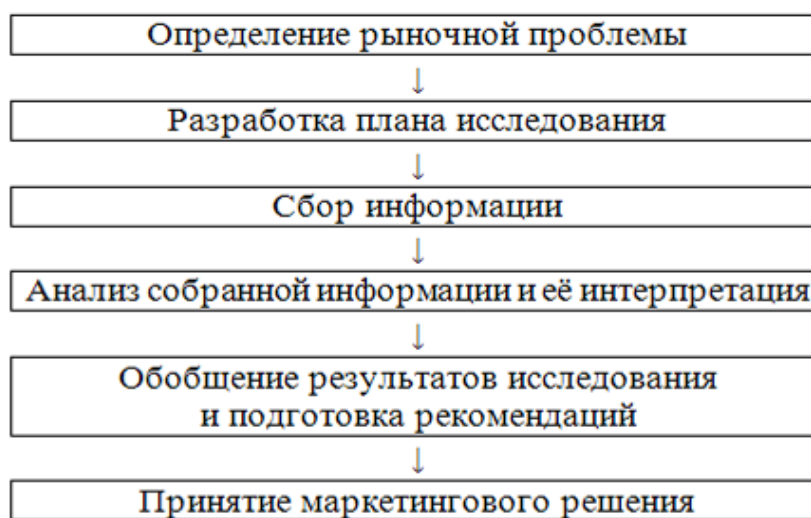 Определение рыночной проблемы
↓
Разработка плана исследования
↓
Сбор информации
↓
Анализ собранной информации и её интерпретация
↓
Обобщение результатов исследования
и подготовка рекомендаций
↓
Принятие маркетингового решения